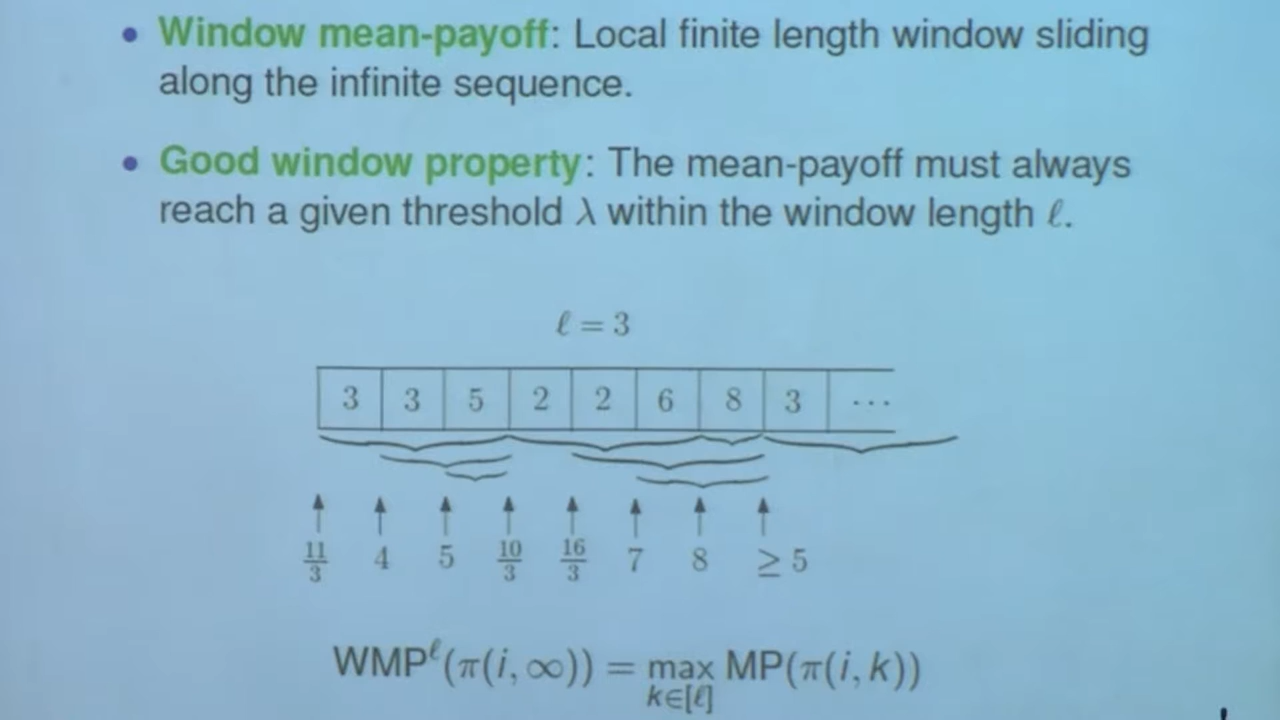 • Window mean-payoff: Local finite length window sliding
along the infinite sequence.
• Good window property: The mean-payoff must always
reach a given threshold λ within the window length ℓ.
ℓ = 3
3 3 5 2 2 6 8 3 ···
11/3 4 5 10/3 16/3 7 8 ≥ 5
WMP^ℓ(π(i, ∞)) = max MP(π(i, k))
k∈[ℓ]